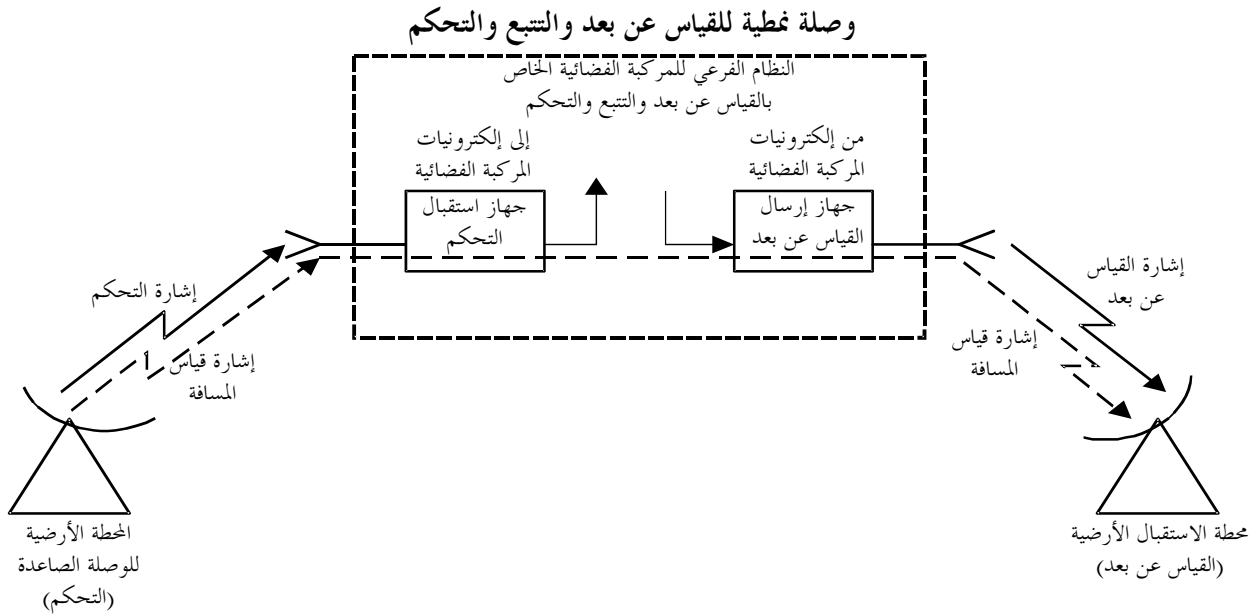 وصلة نمطية للقياس عن بعد والتتبع والتحكم
النظام الفرعي للمركبة الفضائية الخاص
بالقياس عن بعد والتتبع والتحكم
من إلكترونيات
المركبة الفضائية
إلى إلكترونيات
المركبة الفضائية
جهاز إرسال
القياس عن بعد
جهاز استقبال
التحكم
إشارة القياس
عن بعد
إشارة التحكم
إشارة قياس
المسافة
إشارة قياس
المسافة
محطة الاستقبال الأرضية
(القياس عن بعد)
المحطة الأرضية
للوصلة الصاعدة
(التحكم)